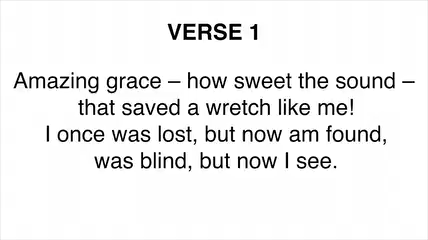 VERSE 1
Amazing grace – how sweet the sound –
that saved a wretch like me!
I once was lost, but now am found,
was blind, but now I see.